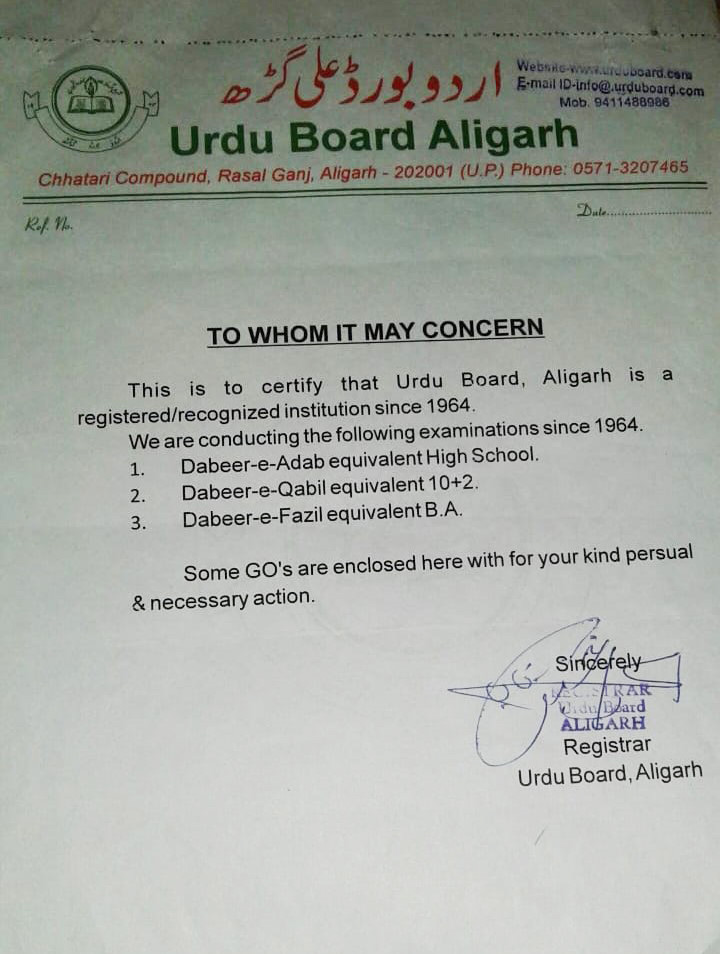 اردو بورڈ علی گڑھ
Website-www.urduboard.com
E-mail ID-info@.urduboard.com
Mob. 9411488986
Urdu Board Aligarh
Chhatari Compound, Rasal Ganj, Aligarh - 202001 (U.P.) Phone: 0571-3207465
Ref. No.
Date..............................
TO WHOM IT MAY CONCERN
This is to certify that Urdu Board, Aligarh is a
registered/recognized institution since 1964.
We are conducting the following examinations since 1964.
1. Dabeer-e-Adab equivalent High School.
2. Dabeer-e-Qabil equivalent 10+2.
3. Dabeer-e-Fazil equivalent B.A.
Some GO's are enclosed here with for your kind persual
& necessary action.
Sincerely
REGISTRAR
Urdu Board
ALIGARH
Registrar
Urdu Board, Aligarh